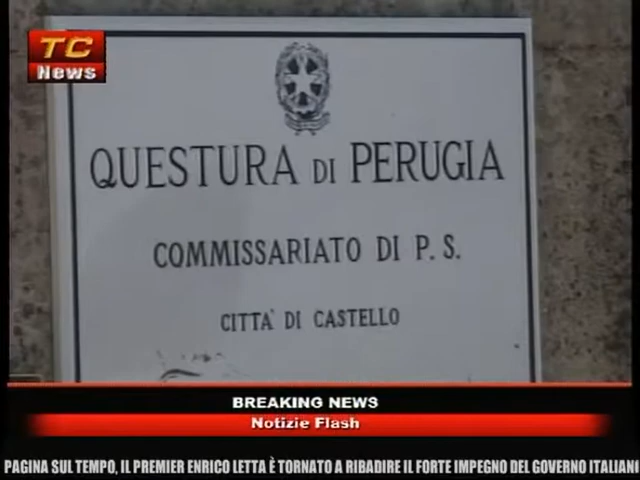 TC
News
QUESTURA DI PERUGIA
COMMISSARIATO DI P. S.
CITTA' DI CASTELLO
BREAKING NEWS
Notizie Flash
PAGINA SUL TEMPO, IL PREMIER ENRICO LETTA È TORNATO A RIBADIRE IL FORTE IMPEGNO DEL GOVERNO ITALIANI